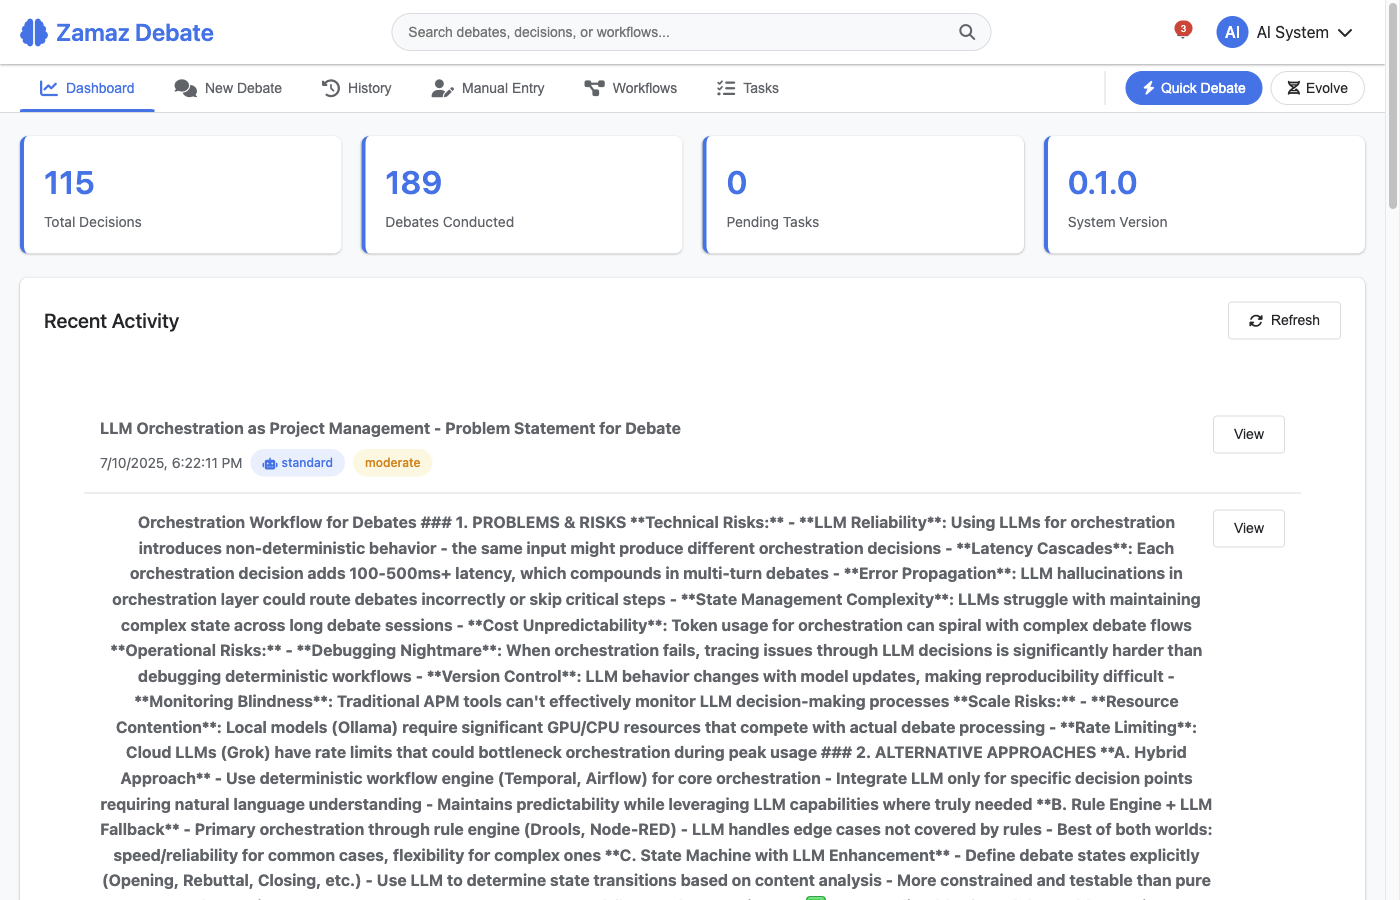 Zamaz Debate
Search debates, decisions, or workflows...
3
AI
AI System
Dashboard
New Debate
History
Manual Entry
Workflows
Tasks
Quick Debate
Evolve
115
Total Decisions
189
Debates Conducted
0
Pending Tasks
0.1.0
System Version
Recent Activity
Refresh
LLM Orchestration as Project Management - Problem Statement for Debate
View
7/10/2025, 6:22:11 PM
standard
moderate
Orchestration Workflow for Debates ### 1. PROBLEMS & RISKS **Technical Risks:** - **LLM Reliability**: Using LLMs for orchestration
View
introduces non-deterministic behavior - the same input might produce different orchestration decisions - **Latency Cascades**: Each
orchestration decision adds 100-500ms+ latency, which compounds in multi-turn debates - **Error Propagation**: LLM hallucinations in
orchestration layer could route debates incorrectly or skip critical steps - **State Management Complexity**: LLMs struggle with maintaining
complex state across long debate sessions - **Cost Unpredictability**: Token usage for orchestration can spiral with complex debate flows
**Operational Risks:** - **Debugging Nightmare**: When orchestration fails, tracing issues through LLM decisions is significantly harder than
debugging deterministic workflows - **Version Control**: LLM behavior changes with model updates, making reproducibility difficult -
**Monitoring Blindness**: Traditional APM tools can't effectively monitor LLM decision-making processes **Scale Risks:** - **Resource
Contention**: Local models (Ollama) require significant GPU/CPU resources that compete with actual debate processing - **Rate Limiting**:
Cloud LLMs (Grok) have rate limits that could bottleneck orchestration during peak usage ### 2. ALTERNATIVE APPROACHES **A. Hybrid
Approach** - Use deterministic workflow engine (Temporal, Airflow) for core orchestration - Integrate LLM only for specific decision points
requiring natural language understanding - Maintains predictability while leveraging LLM capabilities where truly needed **B. Rule Engine + LLM
Fallback** - Primary orchestration through rule engine (Drools, Node-RED) - LLM handles edge cases not covered by rules - Best of both worlds:
speed/reliability for common cases, flexibility for complex ones **C. State Machine with LLM Enhancement** - Define debate states explicitly
(Opening, Rebuttal, Closing, etc.) - Use LLM to determine state transitions based on content analysis - More constrained and testable than pure